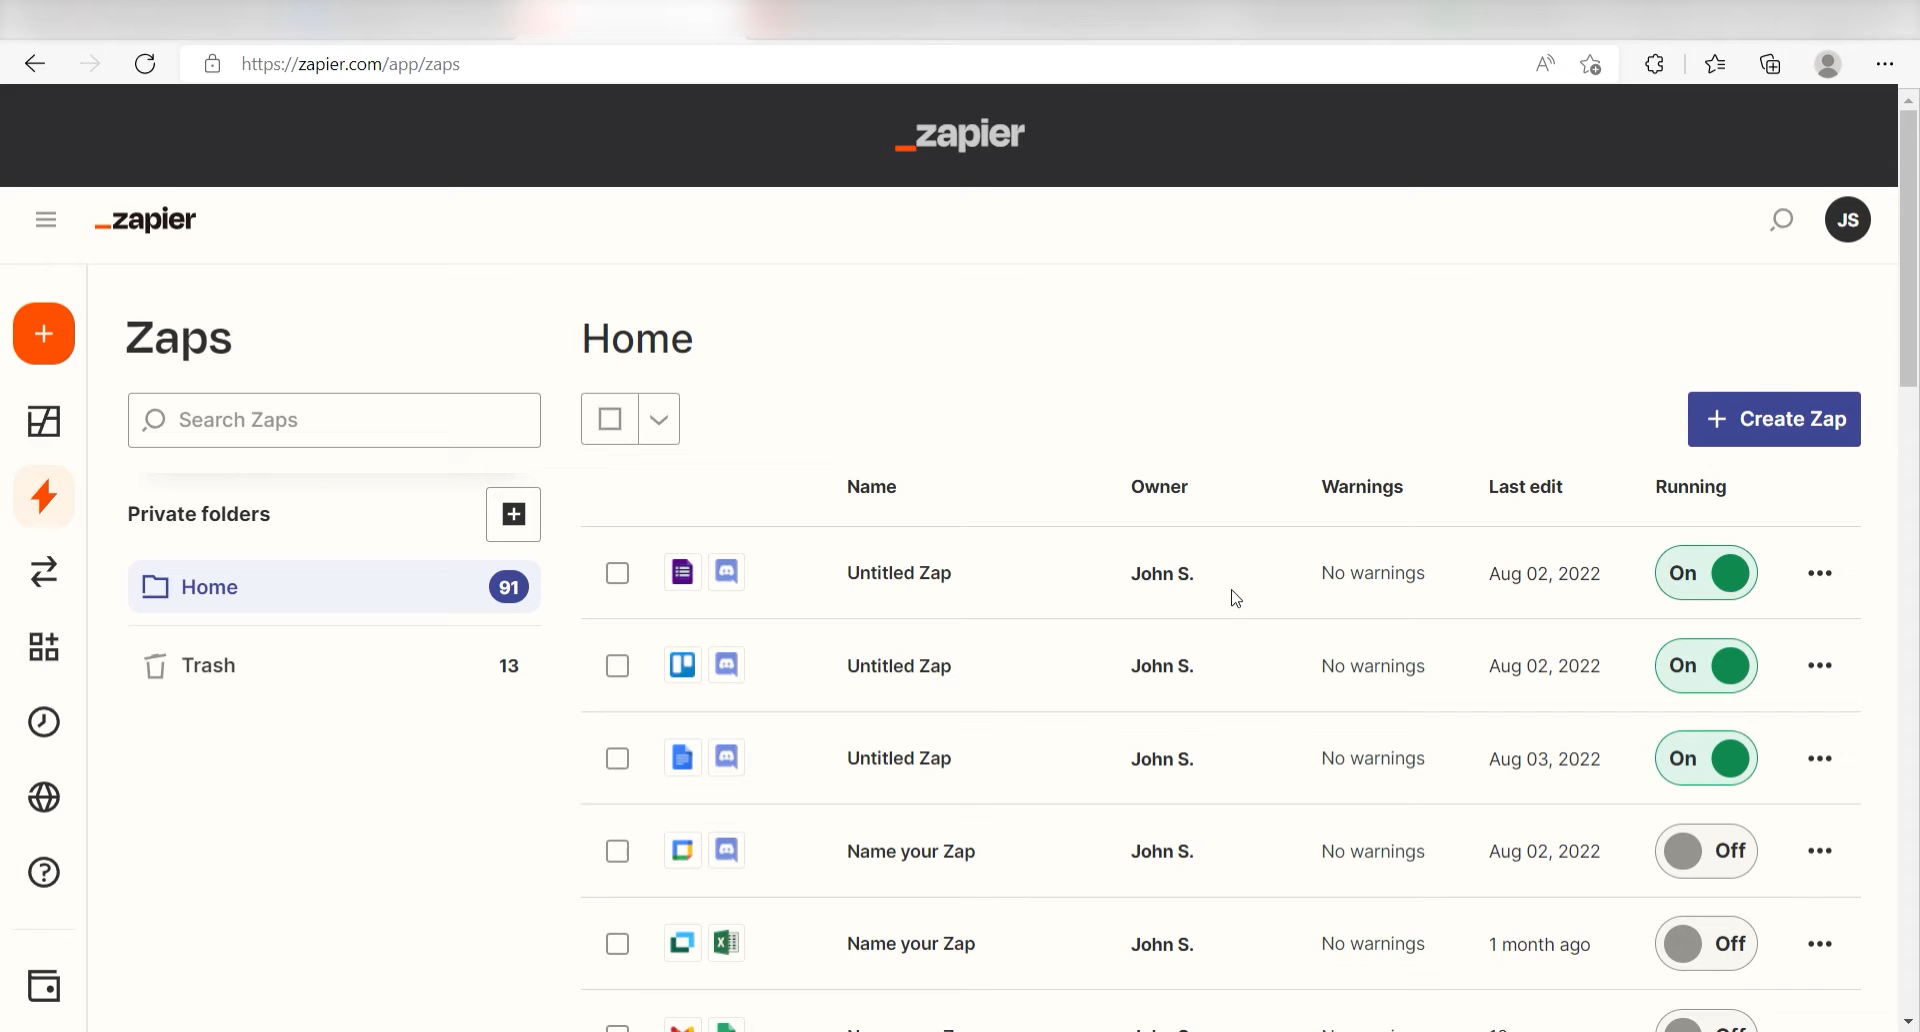 https://zapier.com/app/zaps
_zapier
_zapier
JS
Zaps
Home
Search Zaps
+ Create Zap
Name Owner Warnings Last edit Running
Private folders
Home 91
Trash 13
Untitled Zap John S. No warnings Aug 02, 2022 On
Untitled Zap John S. No warnings Aug 02, 2022 On
Untitled Zap John S. No warnings Aug 03, 2022 On
Name your Zap John S. No warnings Aug 02, 2022 Off
Name your Zap John S. No warnings 1 month ago Off